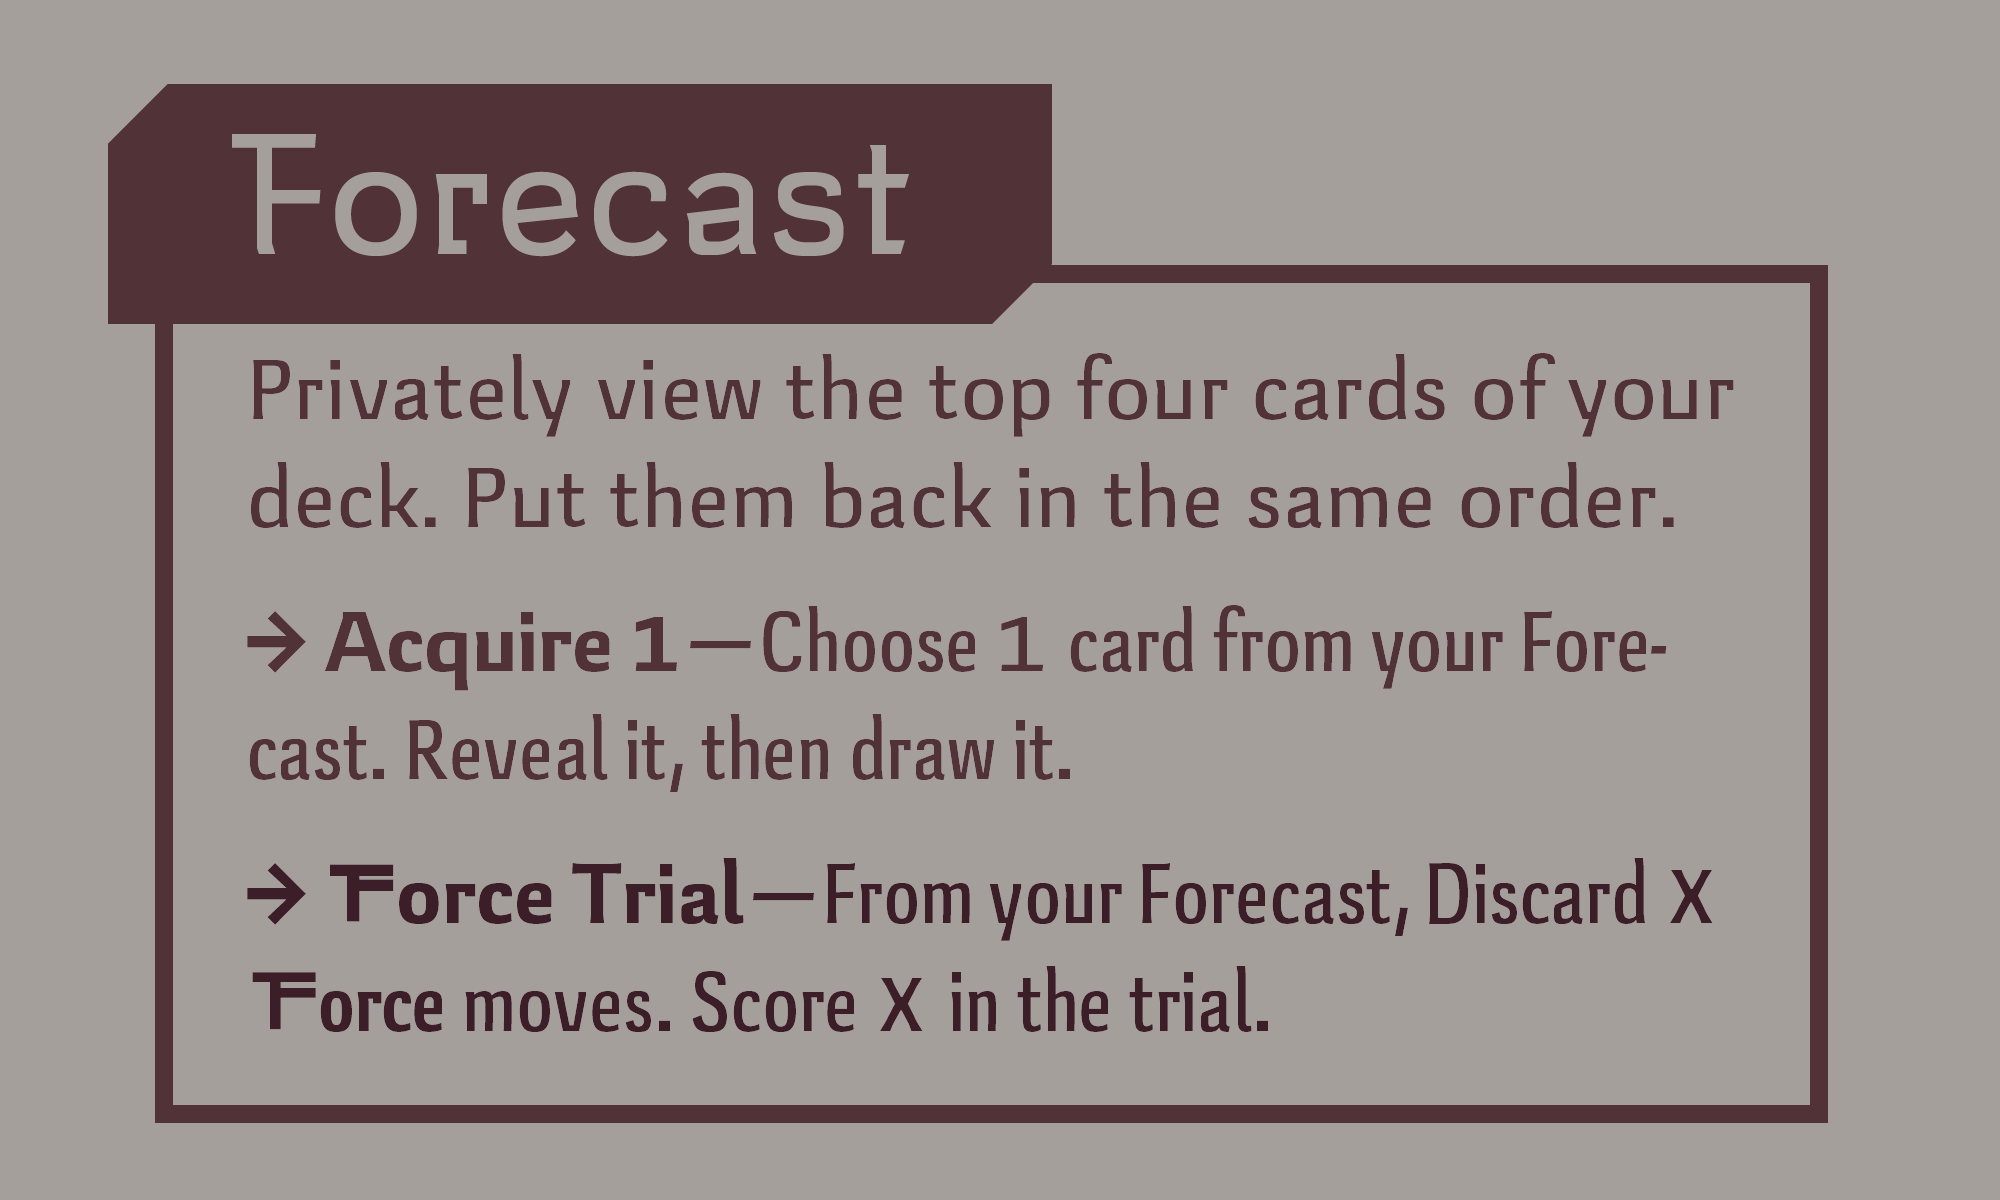 Forecast
Privately view the top four cards of your
deck. Put them back in the same order.
→ Acquire 1—Choose 1 card from your Fore-
cast. Reveal it, then draw it.
→ Force Trial—From your Forecast, Discard X
Force moves. Score X in the trial.